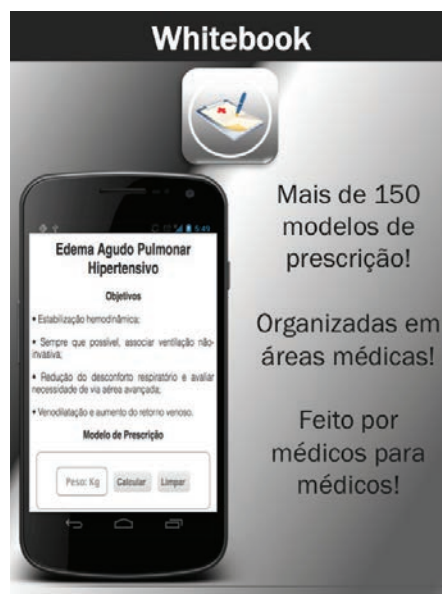 Whitebook
5:49
Edema Agudo Pulmonar
Hipertensivo
Objetivos
• Estabilização hemodinâmica;
• Sempre que possível, associar ventilação não-
invasiva;
• Redução do desconforto respiratório e avaliar
necessidade de via aérea avançada;
• Venodilatação e aumento do retorno venoso.
Modelo de Prescrição
Peso: Kg Calcular Limpar
Mais de 150
modelos de
prescrição!
Organizadas em
áreas médicas!
Feito por
médicos para
médicos!